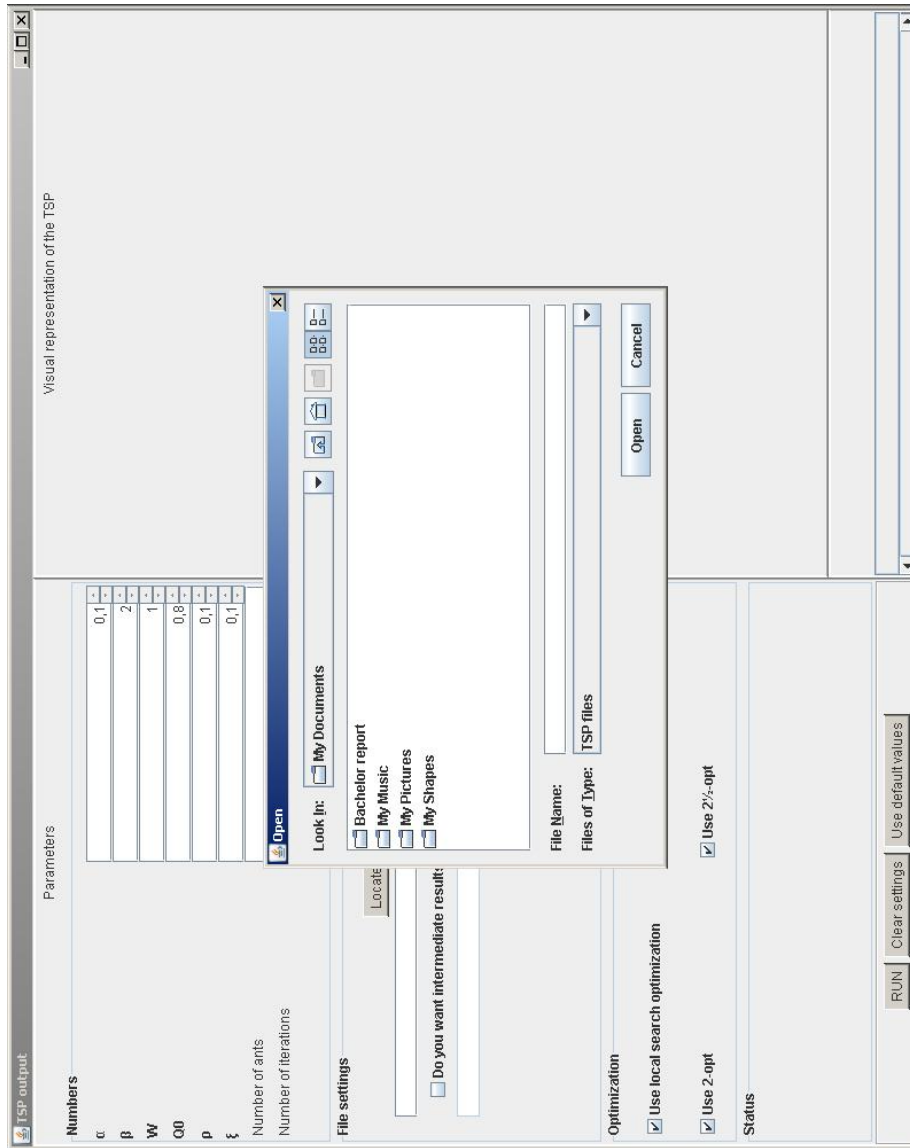 TSP output
Parameters
Visual representation of the TSP
Numbers
α 0,1
β 2
W 1
Q0 0,8
ρ 0,1
ξ 0,1
Number of ants
Number of iterations
File settings
Locate
Do you want intermediate results
Optimization
Use local search optimization
Use 2-opt
Use 2½-opt
Status
RUN
Clear settings
Use default values
Open
Look In:
My Documents
Bachelor report
My Music
My Pictures
My Shapes
File Name:
Files of Type:
TSP files
Open
Cancel